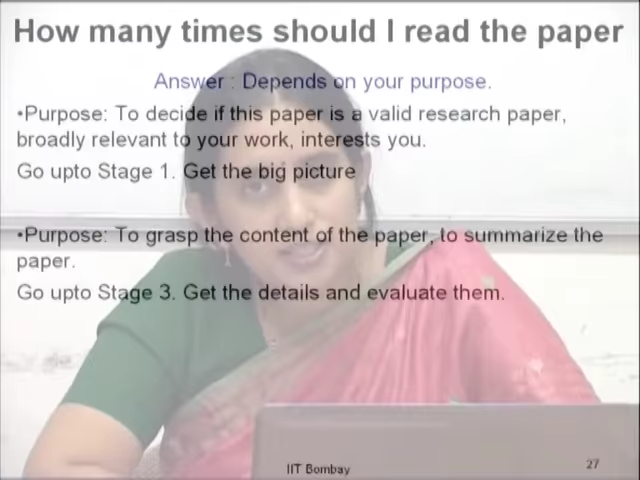 How many times should I read the paper
Answer : Depends on your purpose.
•Purpose: To decide if this paper is a valid research paper,
broadly relevant to your work, interests you.
Go upto Stage 1. Get the big picture
•Purpose: To grasp the content of the paper, to summarize the
paper.
Go upto Stage 3. Get the details and evaluate them.
IIT Bombay
27